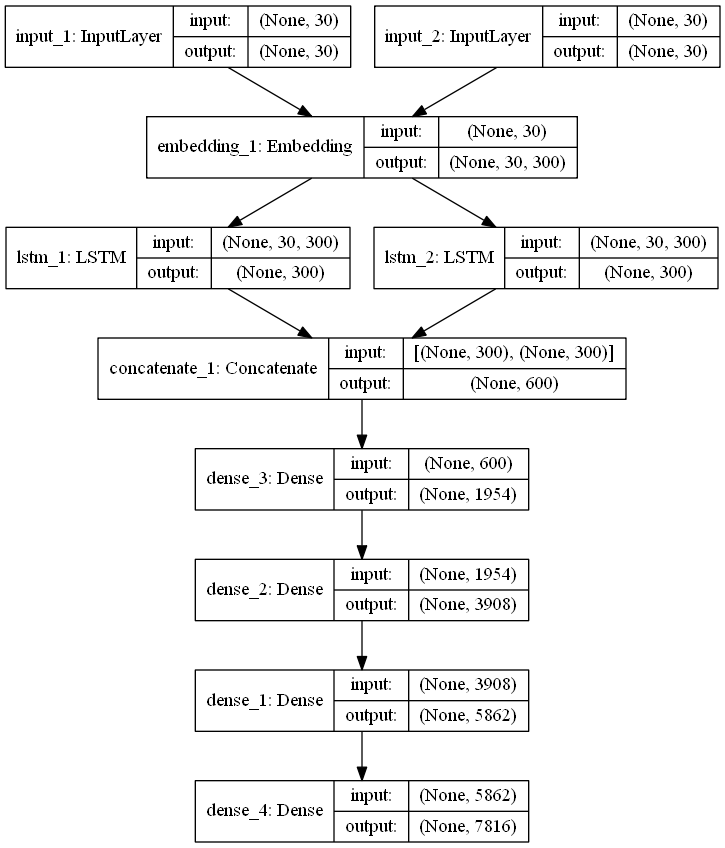 input_1: InputLayer
input: (None, 30)
output: (None, 30)
input_2: InputLayer
input: (None, 30)
output: (None, 30)
embedding_1: Embedding
input: (None, 30)
output: (None, 30, 300)
lstm_1: LSTM
input: (None, 30, 300)
output: (None, 300)
lstm_2: LSTM
input: (None, 30, 300)
output: (None, 300)
concatenate_1: Concatenate
input: [(None, 300), (None, 300)]
output: (None, 600)
dense_3: Dense
input: (None, 600)
output: (None, 1954)
dense_2: Dense
input: (None, 1954)
output: (None, 3908)
dense_1: Dense
input: (None, 3908)
output: (None, 5862)
dense_4: Dense
input: (None, 5862)
output: (None, 7816)